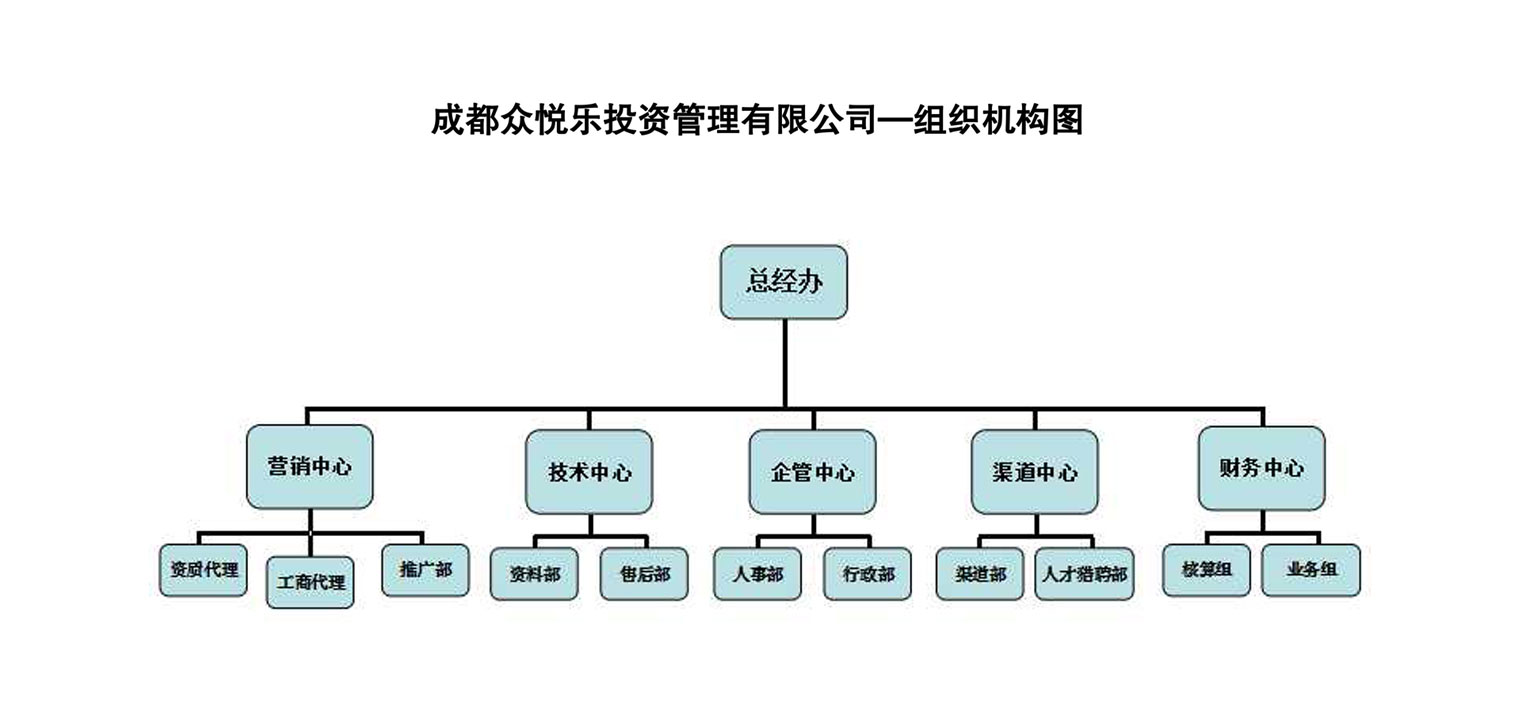 成都众悦乐投资管理有限公司—组织机构图
总经办
营销中心
技术中心
企管中心
渠道中心
财务中心
资质代理
工商代理
推广部
资料部
售后部
人事部
行政部
渠道部
人才猎聘部
核算组
业务组